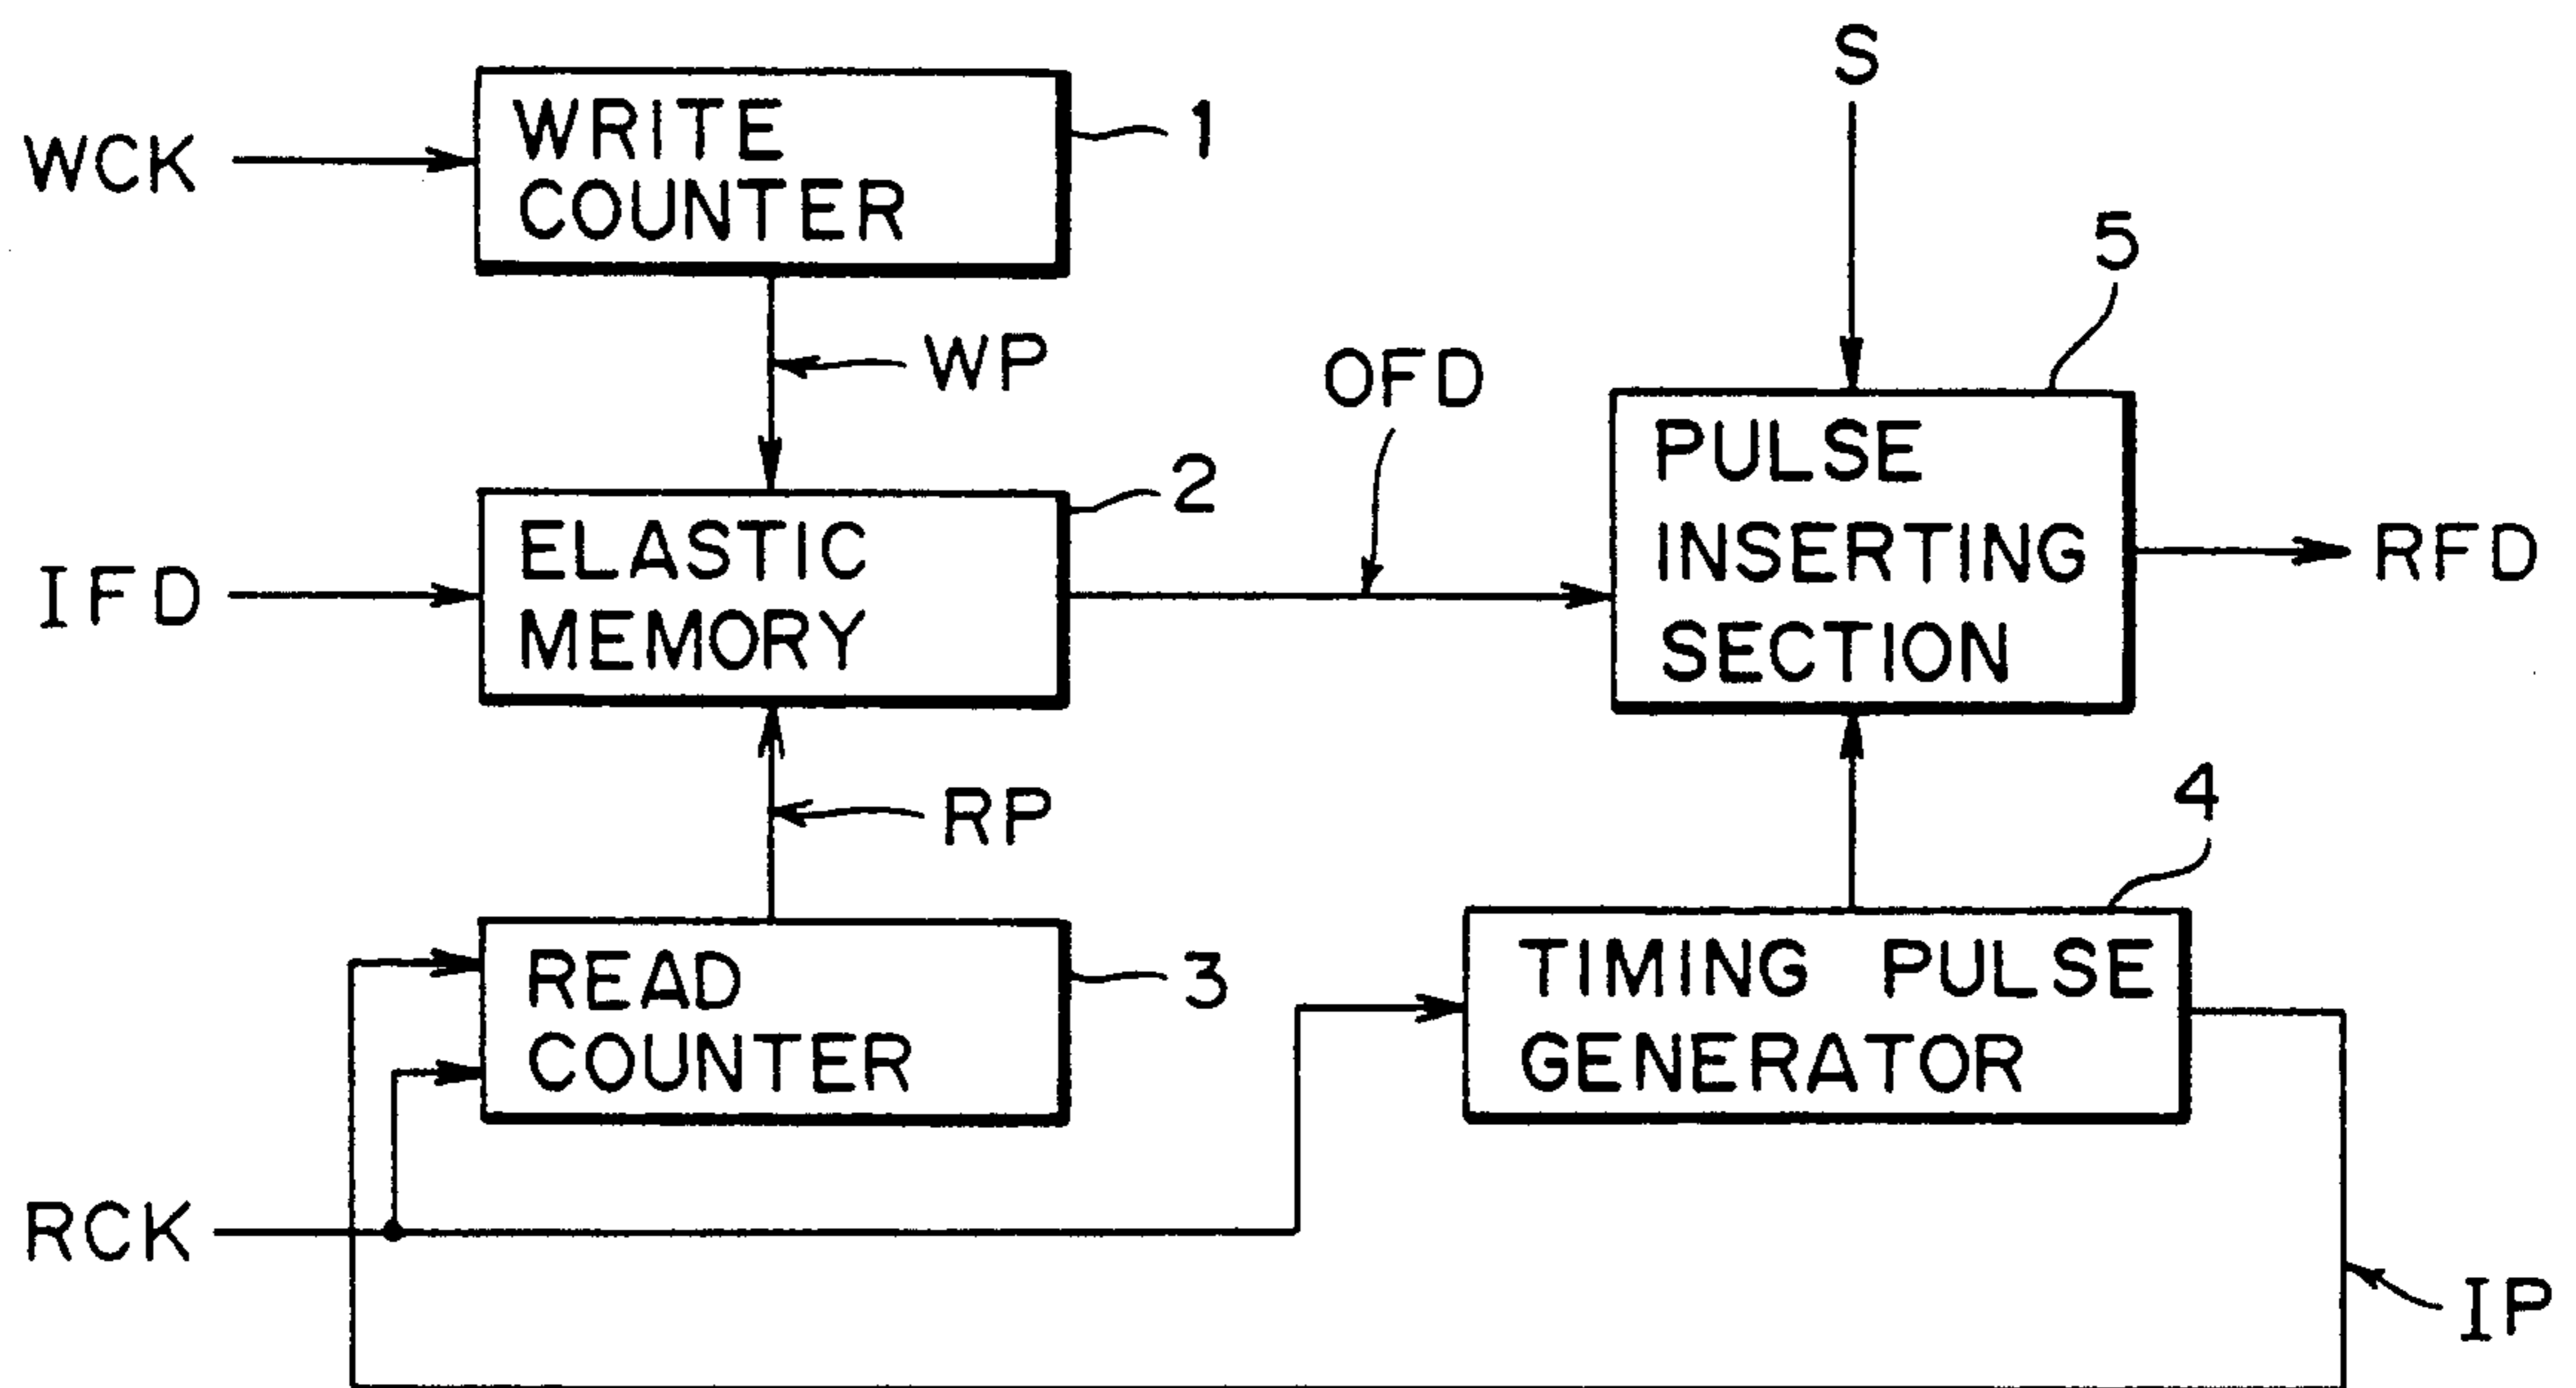 S
WCK
WRITE
COUNTER
1
5
WP
OFD
IFD
ELASTIC
MEMORY
2
PULSE
INSERTING
SECTION
RFD
RP
4
READ
COUNTER
3
TIMING PULSE
GENERATOR
RCK
IP